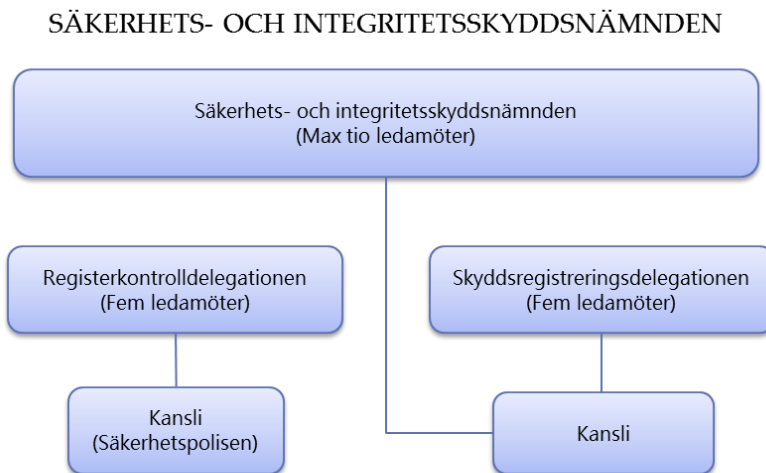 SÄKERHETS- OCH INTEGRITETSSKYDDSNÄMNDEN
Säkerhets- och integritetsskyddsnämnden
(Max tio ledamöter)
Registerkontrolldelegationen
(Fem ledamöter)
Skyddsregistreringsdelegationen
(Fem ledamöter)
Kansli
(Säkerhetspolisen)
Kansli